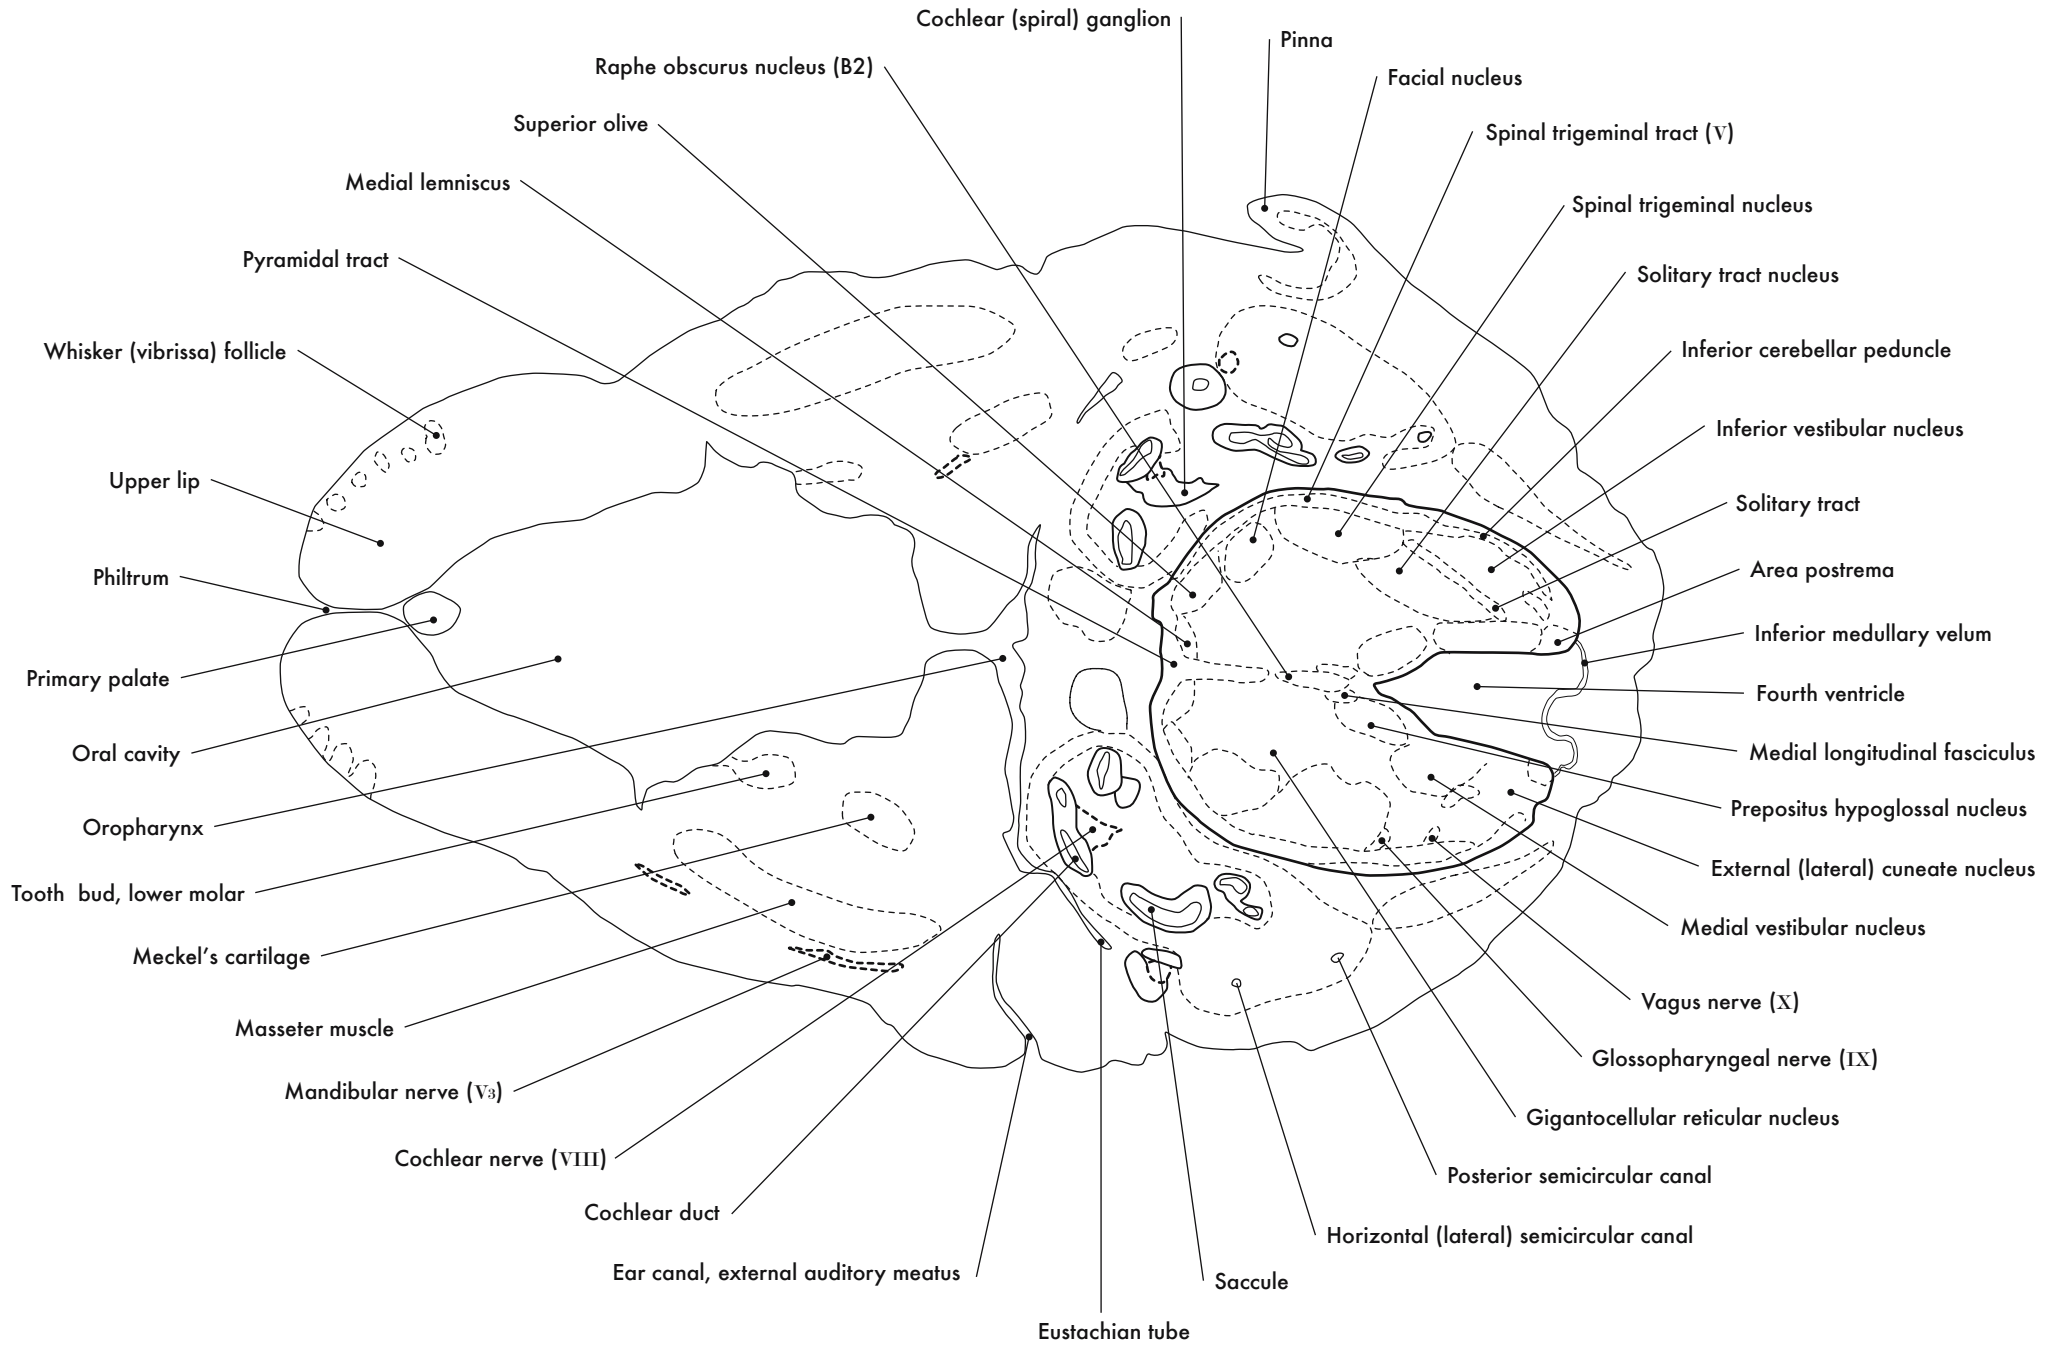 Cochlear (spiral) ganglion
Pinna
Raphe obscurus nucleus (B2)
Facial nucleus
Superior olive
Spinal trigeminal tract (V)
Medial lemniscus
Spinal trigeminal nucleus
Pyramidal tract
Solitary tract nucleus
Whisker (vibrissa) follicle
Inferior cerebellar peduncle
Inferior vestibular nucleus
Upper lip
Solitary tract
Philtrum
Area postrema
Inferior medullary velum
Primary palate
Fourth ventricle
Oral cavity
Medial longitudinal fasciculus
Prepositus hypoglossal nucleus
Oropharynx
External (lateral) cuneate nucleus
Tooth bud, lower molar
Medial vestibular nucleus
Meckel's cartilage
Vagus nerve (X)
Masseter muscle
Glossopharyngeal nerve (IX)
Mandibular nerve (V3)
Gigantocellular reticular nucleus
Cochlear nerve (VIII)
Posterior semicircular canal
Cochlear duct
Horizontal (lateral) semicircular canal
Ear canal, external auditory meatus
Saccule
Eustachian tube